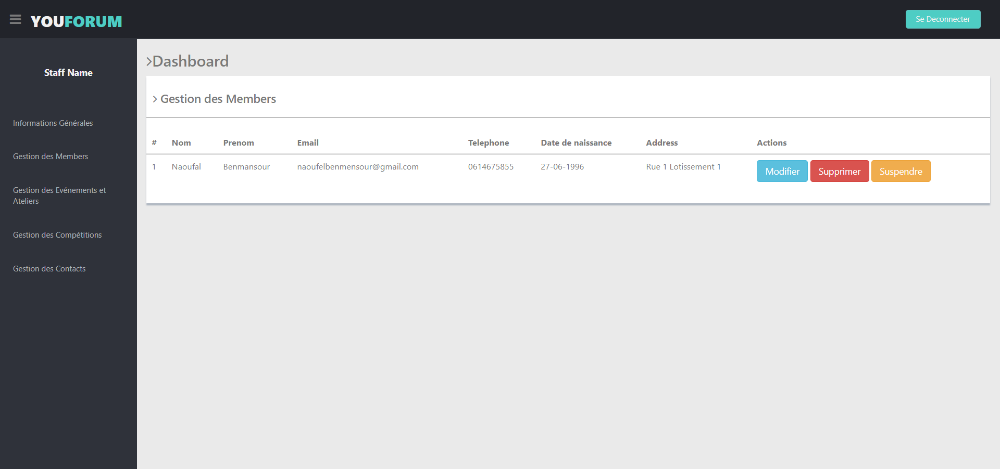 YOUFORUM
Se Deconnecter
Staff Name
Informations Générales
Gestion des Members
Gestion des Evénements et
Ateliers
Gestion des Compétitions
Gestion des Contacts
Dashboard
Gestion des Members
# Nom Prenom Email Telephone Date de naissance Address Actions
1 Naoufal Benmansour naoufelbenmensour@gmail.com 0614675855 27-06-1996 Rue 1 Lotissement 1 Modifier Supprimer Suspendre